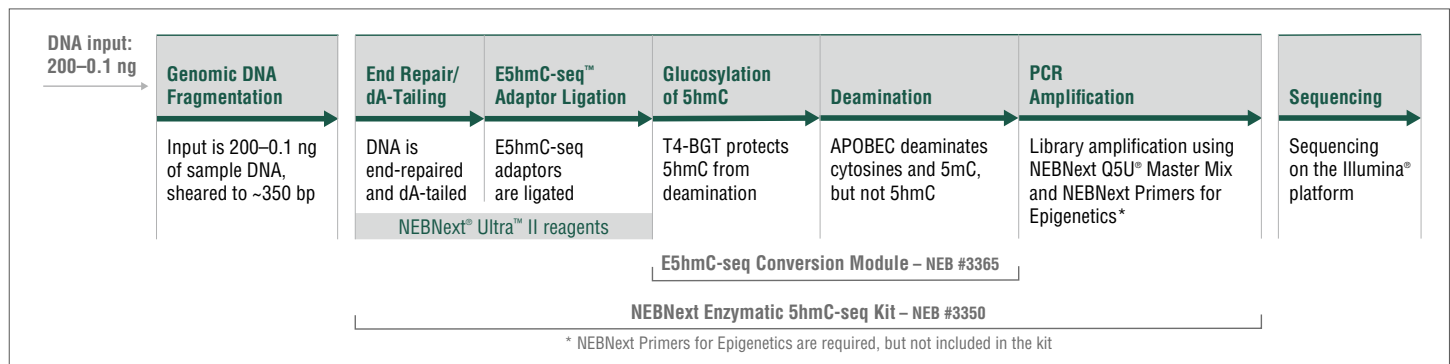 DNA input:
200–0.1 ng
Genomic DNA
Fragmentation
Input is 200–0.1 ng
of sample DNA,
sheared to ~350 bp
End Repair/
dA-Tailing
DNA is
end-repaired
and dA-tailed
E5hmC-seq™
Adaptor Ligation
E5hmC-seq
adaptors
are ligated
NEBNext® Ultra™ II reagents
Glucosylation
of 5hmC
T4-BGT protects
5hmC from
deamination
Deamination
APOBEC deaminates
cytosines and 5mC,
but not 5hmC
PCR
Amplification
Library amplification using
NEBNext Q5U® Master Mix
and NEBNext Primers for
Epigenetics*
Sequencing
Sequencing
on the Illumina®
platform
E5hmC-seq Conversion Module – NEB #3365
NEBNext Enzymatic 5hmC-seq Kit – NEB #3350
* NEBNext Primers for Epigenetics are required, but not included in the kit